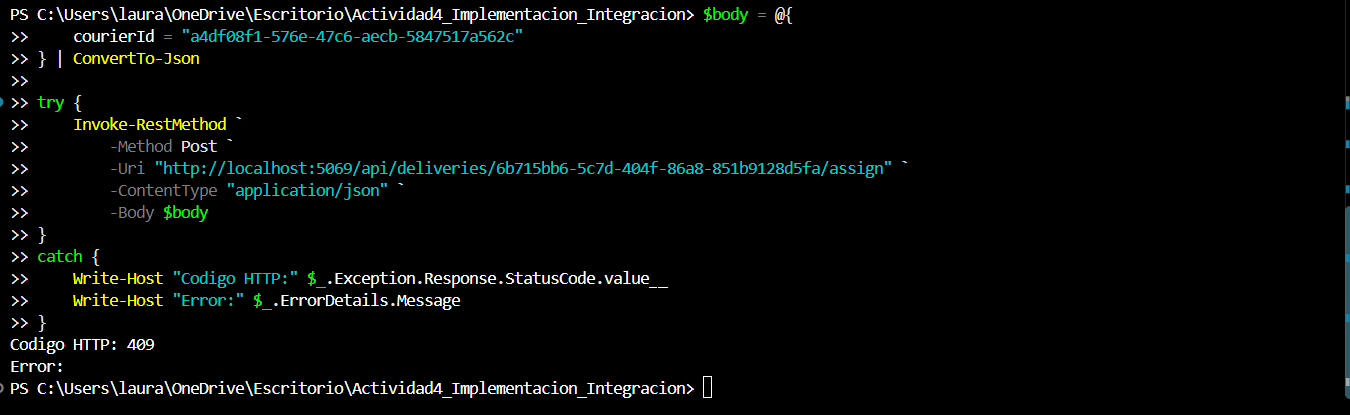 PS C:\Users\laura\OneDrive\Escritorio\Actividad4_Implementacion_Integracion> $body = @{
>>     courierId = "a4df08f1-576e-47c6-aecb-5847517a562c"
>> } | ConvertTo-Json
>>
>> try {
>>     Invoke-RestMethod `
>>         -Method Post `
>>         -Uri "http://localhost:5069/api/deliveries/6b715bb6-5c7d-404f-86a8-851b9128d5fa/assign" `
>>         -ContentType "application/json" `
>>         -Body $body
>> }
>> catch {
>>     Write-Host "Codigo HTTP:" $_.Exception.Response.StatusCode.value__
>>     Write-Host "Error:" $_.ErrorDetails.Message
>> }
Codigo HTTP: 409
Error:
PS C:\Users\laura\OneDrive\Escritorio\Actividad4_Implementacion_Integracion>